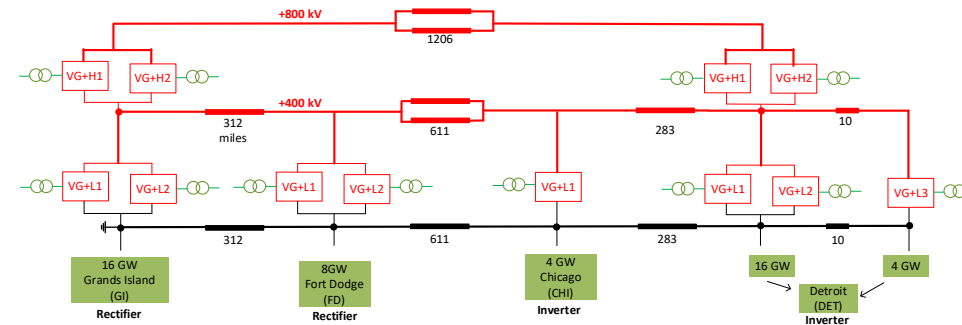 +800 kV
1206
VG+H1
VG+H2
VG+H1
VG+H2
+400 kV
312
miles
611
283
10
VG+L1
VG+L2
VG+L1
VG+L2
VG+L1
VG+L1
VG+L2
VG+L3
312
611
283
10
16 GW
Grands Island
(GI)
Rectifier
8GW
Fort Dodge
(FD)
Rectifier
4 GW
Chicago
(CHI)
Inverter
16 GW
4 GW
Detroit
(DET)
Inverter